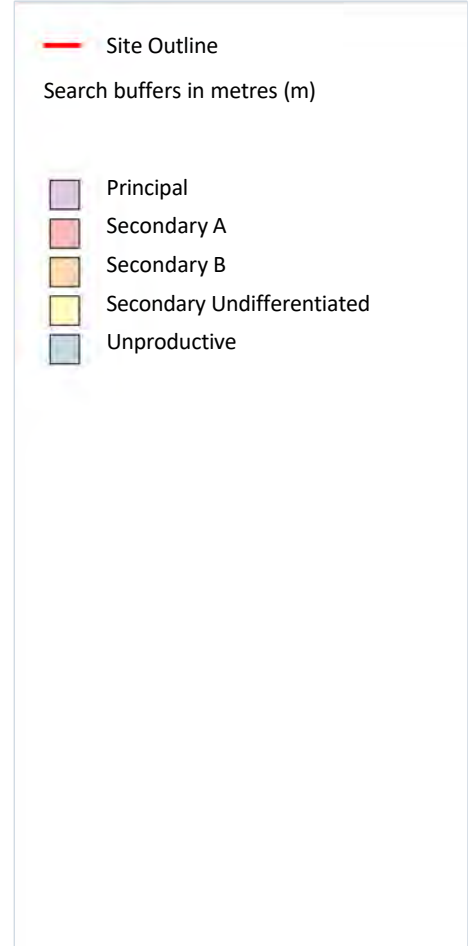 Site Outline
Search buffers in metres (m)
Principal
Secondary A
Secondary B
Secondary Undifferentiated
Unproductive